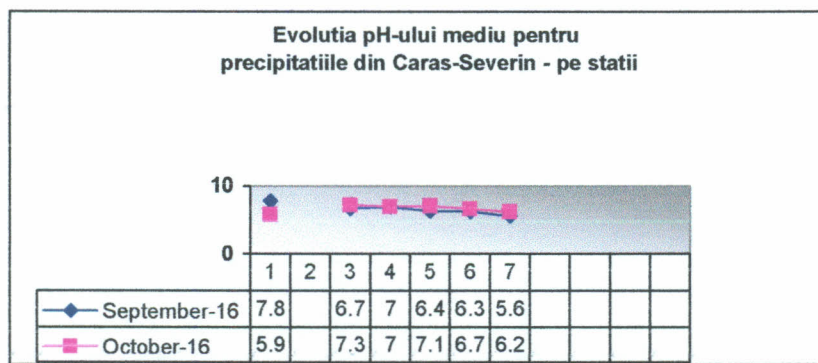 Evolutia pH-ului mediu pentru
precipitatiile din Caras-Severin - pe statii
10
0
1 2 3 4 5 6 7
September-16 7.8 6.7 7 6.4 6.3 5.6
October-16 5.9 7.3 7 7.1 6.7 6.2